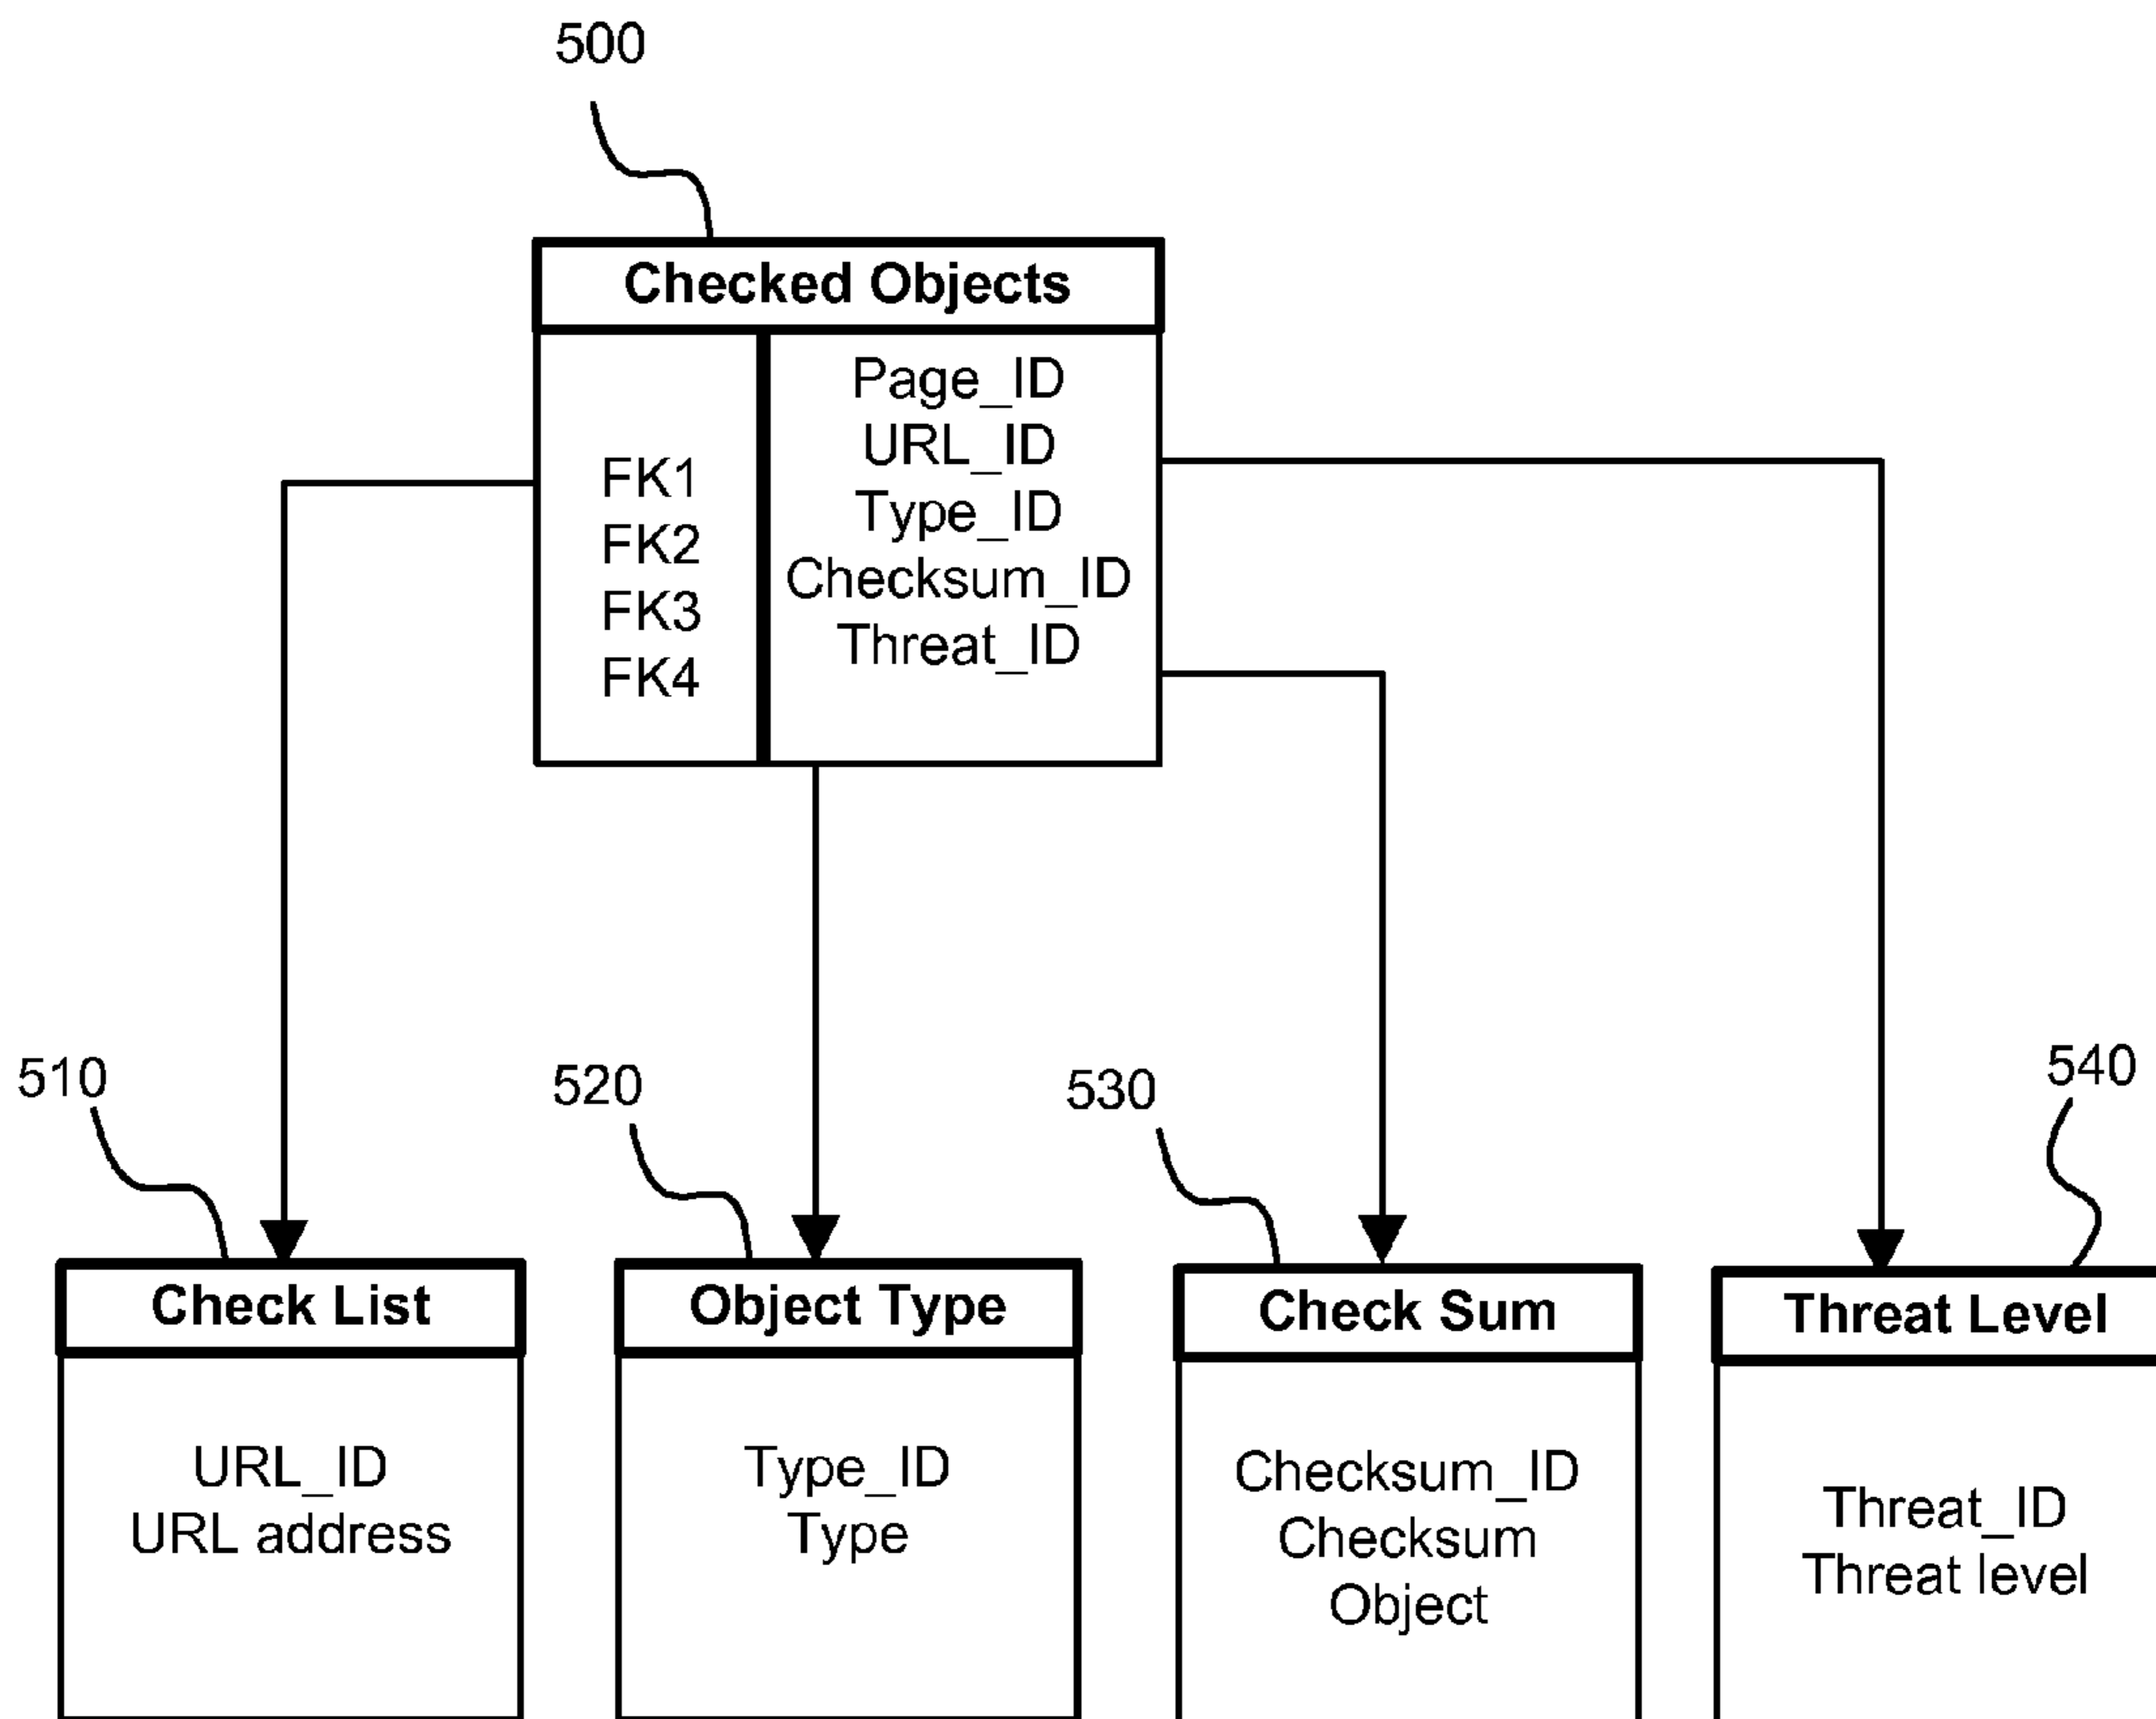 500
Checked Objects
FK1
FK2
FK3
FK4
Page_ID
URL_ID
Type_ID
Checksum_ID
Threat_ID
510
520
530
540
Check List
URL_ID
URL address
Object Type
Type_ID
Type
Check Sum
Checksum_ID
Checksum
Object
Threat Level
Threat_ID
Threat level